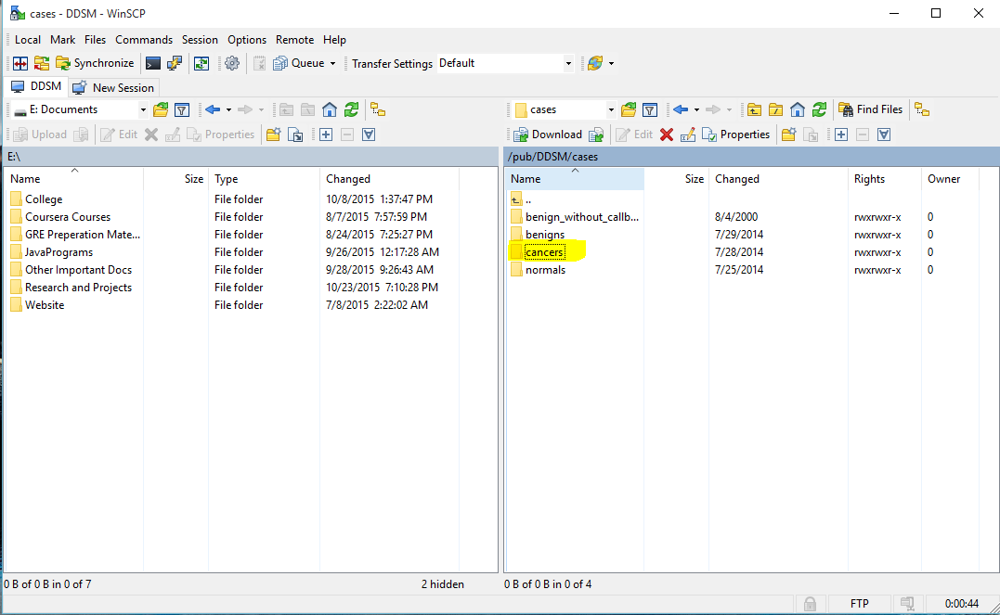 cases - DDSM - WinSCP
Local Mark Files Commands Session Options Remote Help
Synchronize Queue Transfer Settings Default
DDSM New Session
E: Documents
Upload Edit Properties
E:\
Name Size Type Changed
College File folder 10/8/2015 1:37:47 PM
Coursera Courses File folder 8/7/2015 7:57:59 PM
GRE Preperation Mate... File folder 8/24/2015 7:25:27 PM
JavaPrograms File folder 9/26/2015 12:17:28 AM
Other Important Docs File folder 9/28/2015 9:26:43 AM
Research and Projects File folder 10/23/2015 7:10:28 PM
Website File folder 7/8/2015 2:22:02 AM
0 B of 0 B in 0 of 7 2 hidden
cases Find Files
Download Edit Properties
/pub/DDSM/cases
Name Size Changed Rights Owner
..
benign_without_callb... 8/4/2000 rwxrwxr-x 0
benigns 7/29/2014 rwxrwxr-x 0
cancers 7/28/2014 rwxrwxr-x 0
normals 7/25/2014 rwxrwxr-x 0
0 B of 0 B in 0 of 4
FTP 0:00:44